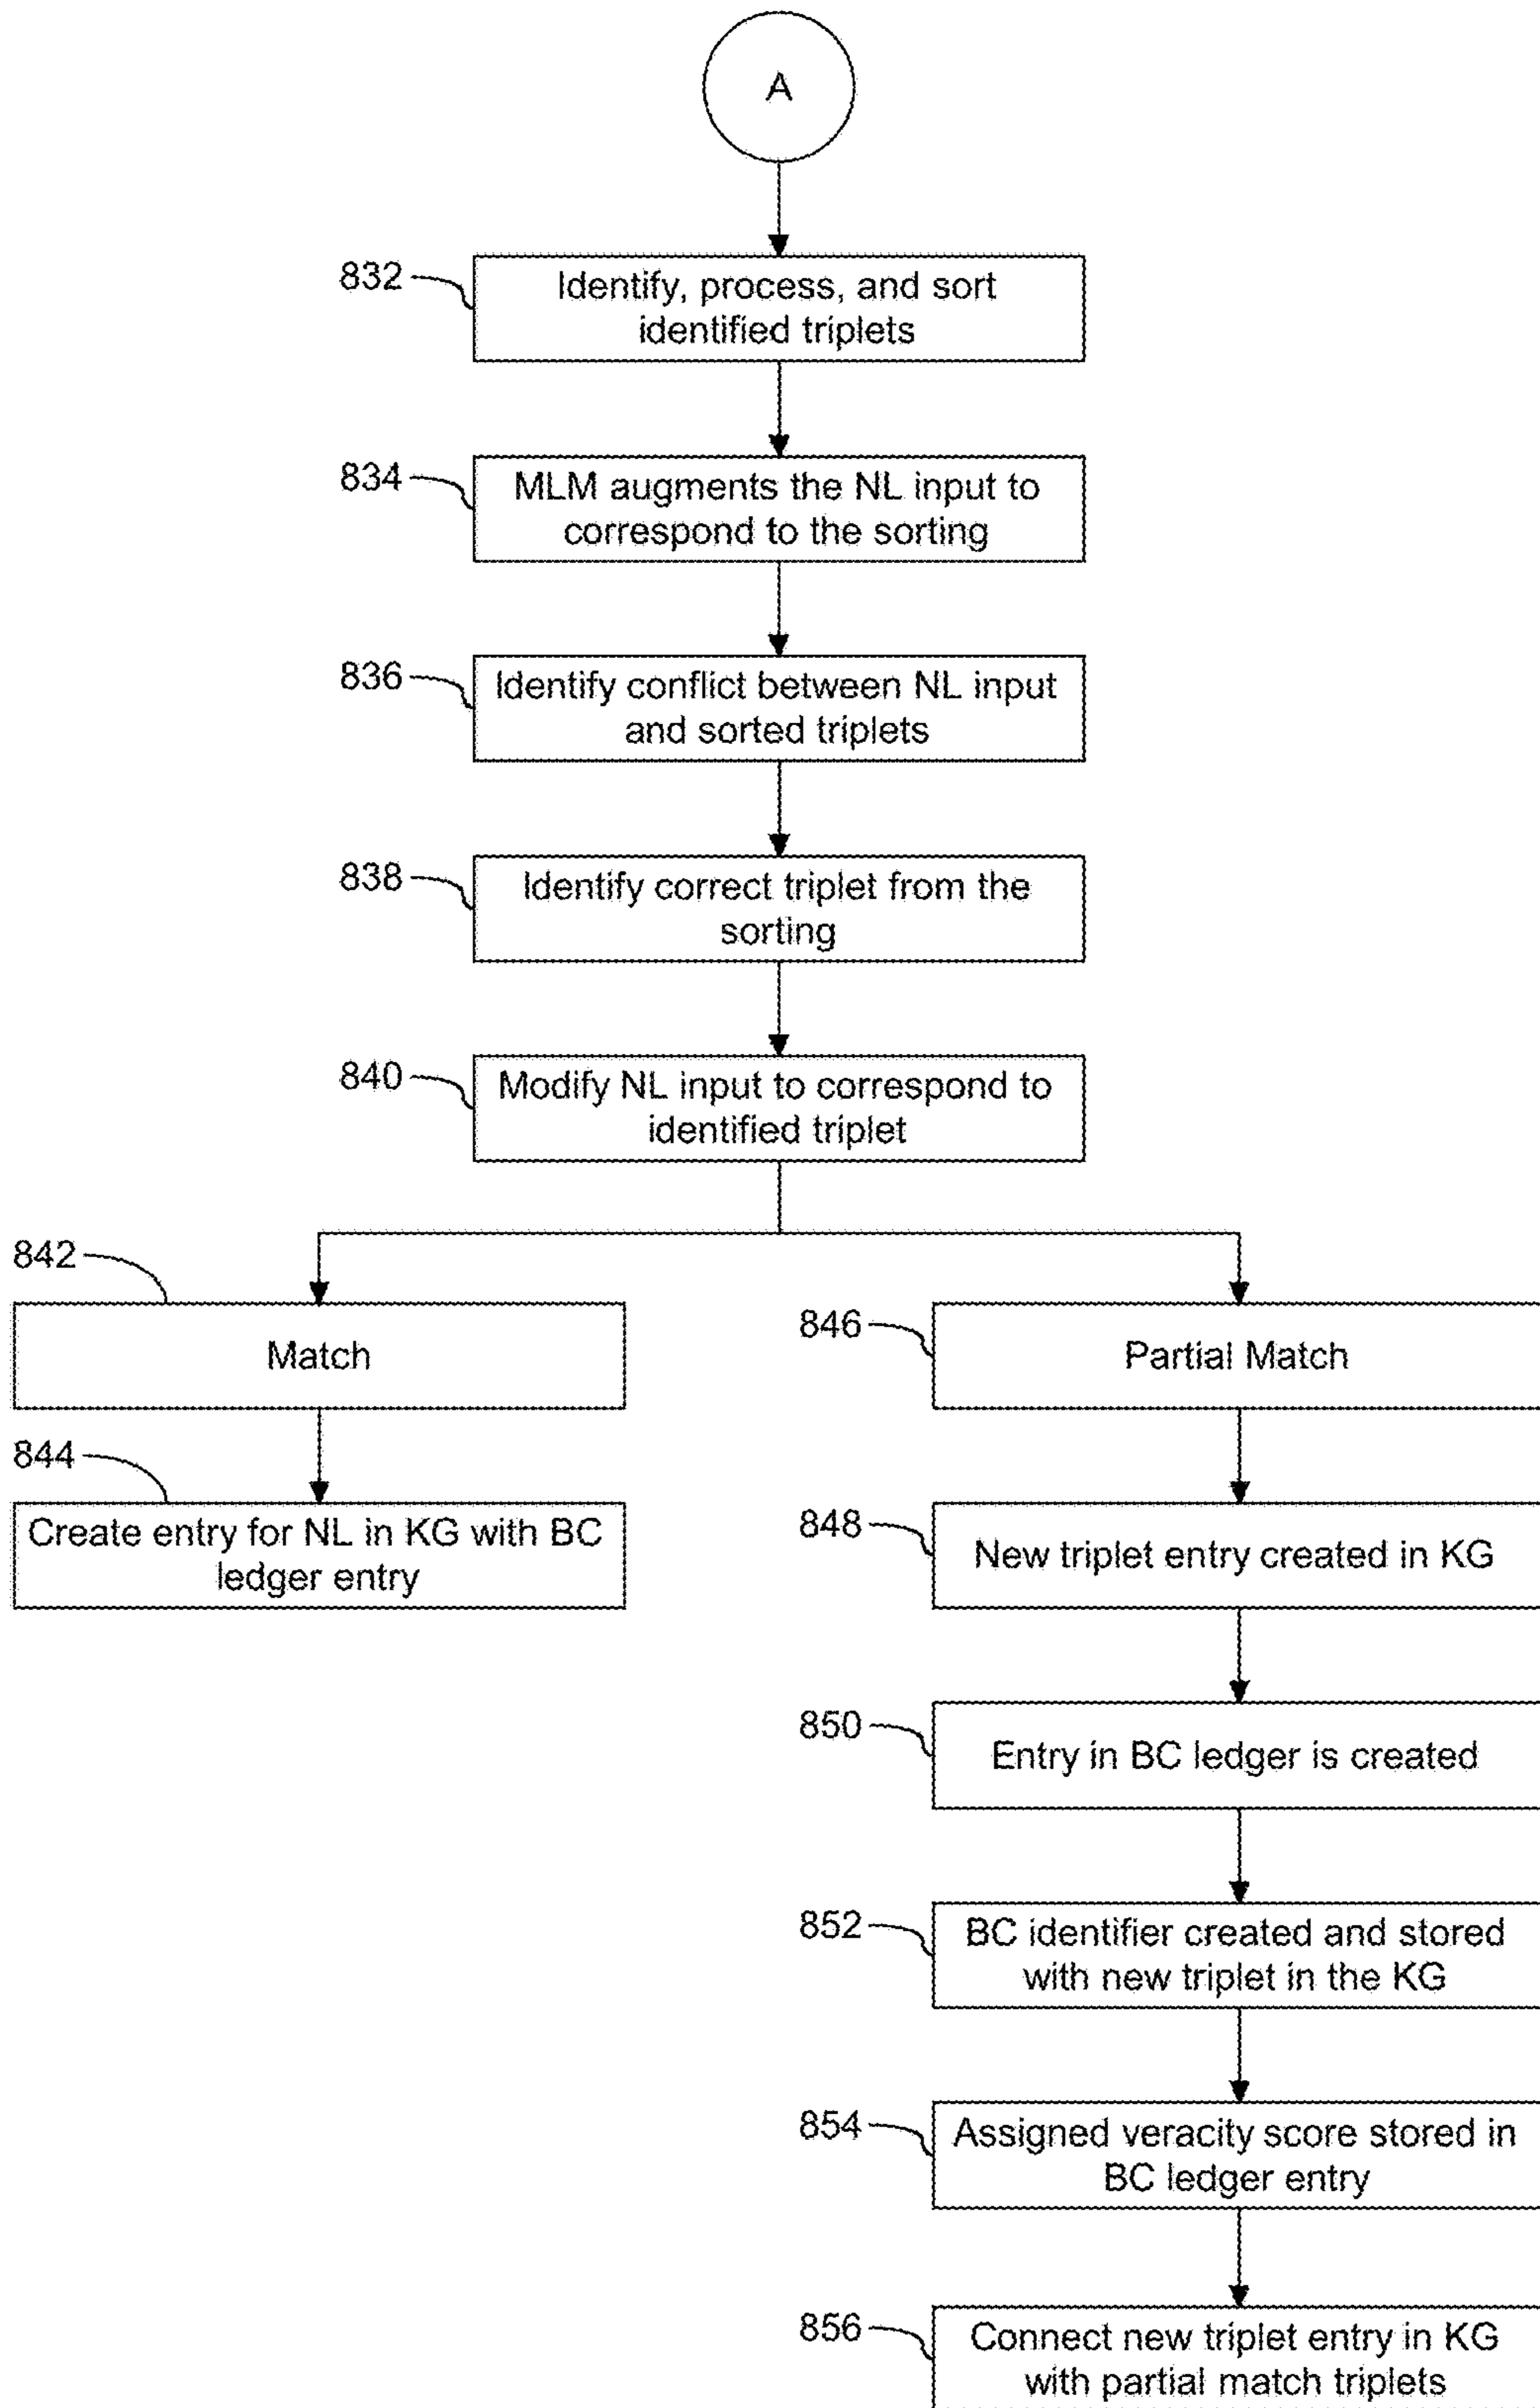 A
832
Identify, process, and sort
identified triplets
834
MLM augments the NL input to
correspond to the sorting
836
Identify conflict between NL input
and sorted triplets
838
Identify correct triplet from the
sorting
840
Modify NL input to correspond to
identified triplet
842
Match
844
Create entry for NL in KG with BC
ledger entry
846
Partial Match
848
New triplet entry created in KG
850
Entry in BC ledger is created
852
BC identifier created and stored
with new triplet in the KG
854
Assigned veracity score stored in
BC ledger entry
856
Connect new triplet entry in KG
with partial match triplets